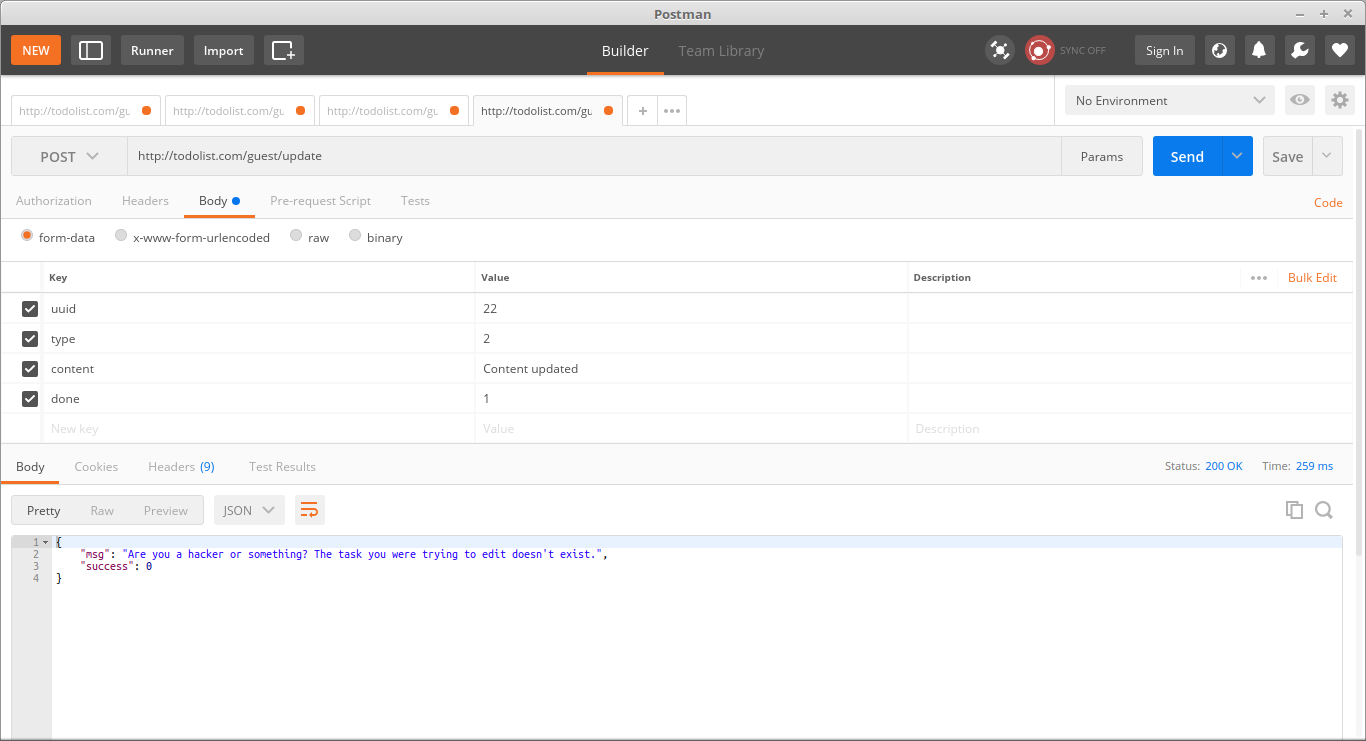 Postman
NEW Runner Import Builder Team Library SYNC OFF Sign In
http://todolist.com/gu http://todolist.com/gu http://todolist.com/gu http://todolist.com/gu + ••• No Environment
POST http://todolist.com/guest/update Params Send Save
Authorization Headers Body Pre-request Script Tests Code
form-data x-www-form-urlencoded raw binary
Key Value Description ••• Bulk Edit
uuid 22
type 2
content Content updated
done 1
New key Value Description
Body Cookies Headers (9) Test Results Status: 200 OK Time: 259 ms
Pretty Raw Preview JSON
1 {
2 "msg": "Are you a hacker or something? The task you were trying to edit doesn't exist.",
3 "success": 0
4 }